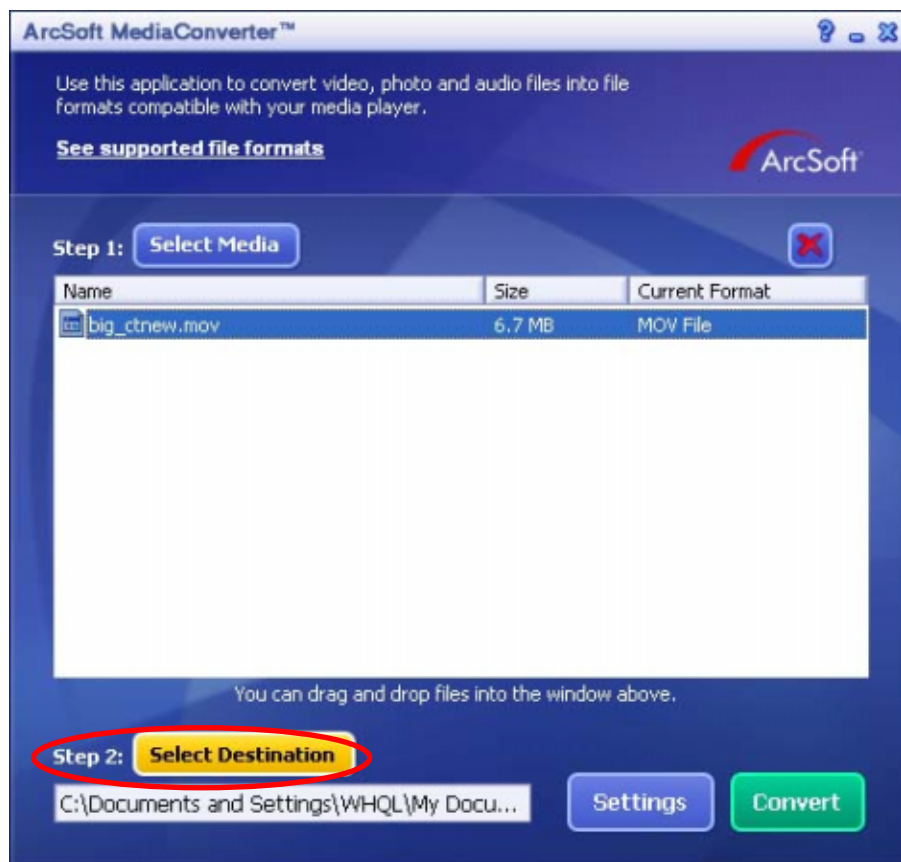 ArcSoft MediaConverter™
Use this application to convert video, photo and audio files into file
formats compatible with your media player.
See supported file formats
ArcSoft
Step 1: Select Media
Name Size Current Format
big_ctnew.mov 6.7 MB MOV File
You can drag and drop files into the window above.
Step 2: Select Destination
C:\Documents and Settings\WHQL\My Docu... Settings Convert